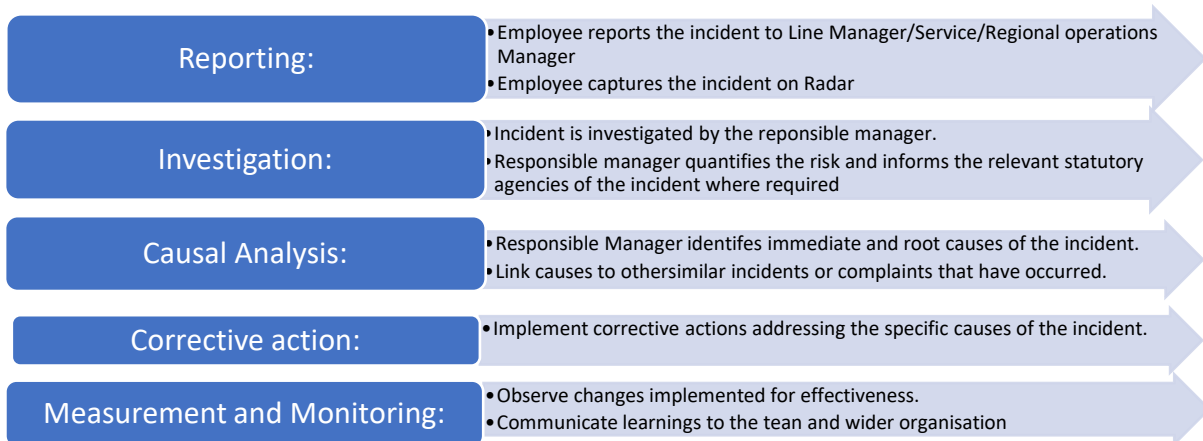 Reporting:
•Employee reports the incident to Line Manager/Service/Regional operations
Manager
•Employee captures the incident on Radar
Investigation:
•Incident is investigated by the reponsible manager.
•Responsible manager quantifies the risk and informs the relevant statutory
agencies of the incident where required
Causal Analysis:
•Responsible Manager identifes immediate and root causes of the incident.
•Link causes to othersimilar incidents or complaints that have occurred.
Corrective action:
•Implement corrective actions addressing the specific causes of the incident.
Measurement and Monitoring:
•Observe changes implemented for effectiveness.
•Communicate learnings to the tean and wider organisation